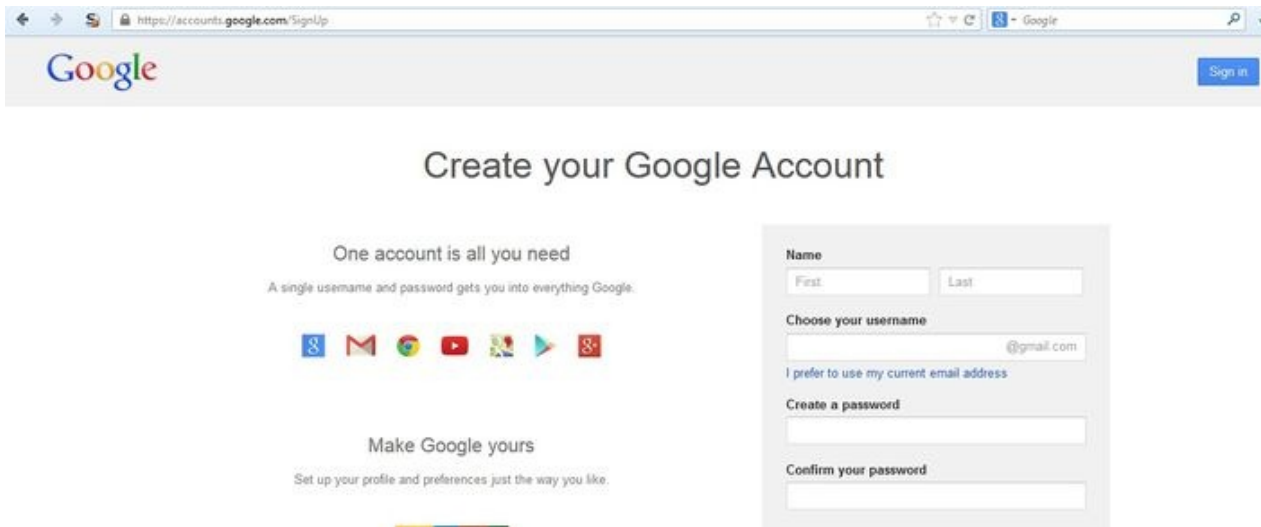 https://accounts.google.com/SignUp
Google
Google
Sign in
Create your Google Account
One account is all you need
A single username and password gets you into everything Google.
Make Google yours
Set up your profile and preferences just the way you like.
Name
First Last
Choose your username
@gmail.com
I prefer to use my current email address
Create a password
Confirm your password